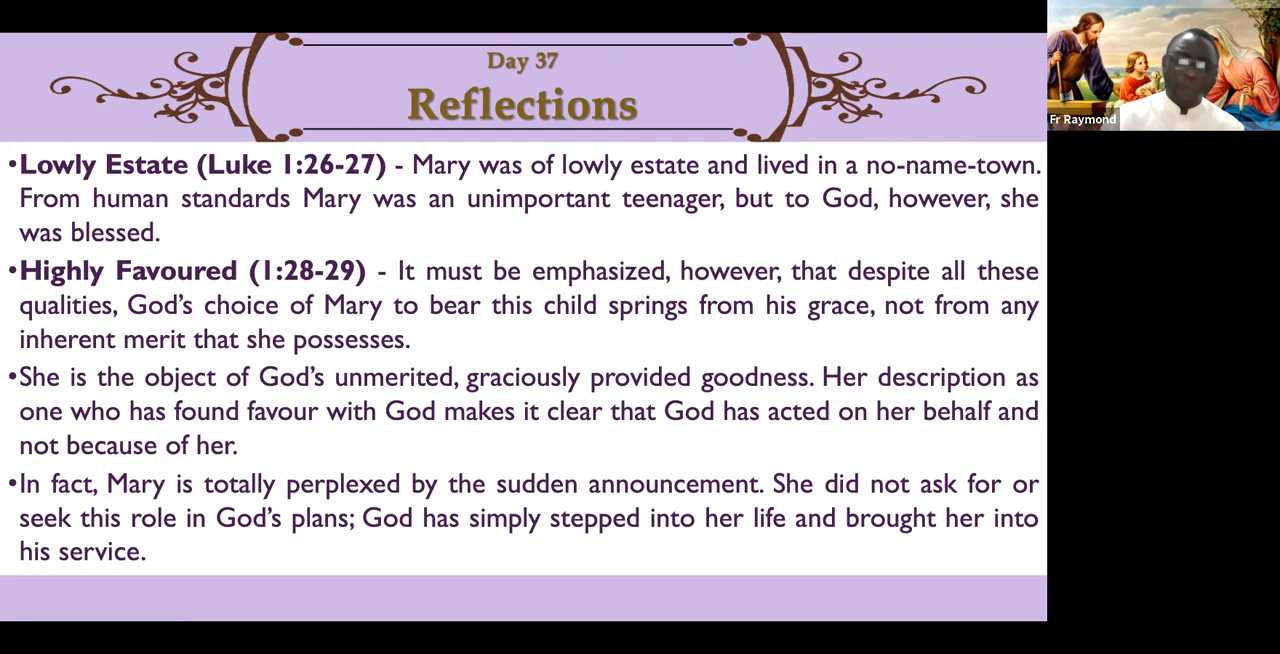 Day 37
Reflections
•Lowly Estate (Luke 1:26-27) - Mary was of lowly estate and lived in a no-name-town.
From human standards Mary was an unimportant teenager, but to God, however, she
was blessed.
•Highly Favoured (1:28-29) - It must be emphasized, however, that despite all these
qualities, God’s choice of Mary to bear this child springs from his grace, not from any
inherent merit that she possesses.
•She is the object of God’s unmerited, graciously provided goodness. Her description as
one who has found favour with God makes it clear that God has acted on her behalf and
not because of her.
•In fact, Mary is totally perplexed by the sudden announcement. She did not ask for or
seek this role in God’s plans; God has simply stepped into her life and brought her into
his service.
Fr Raymond